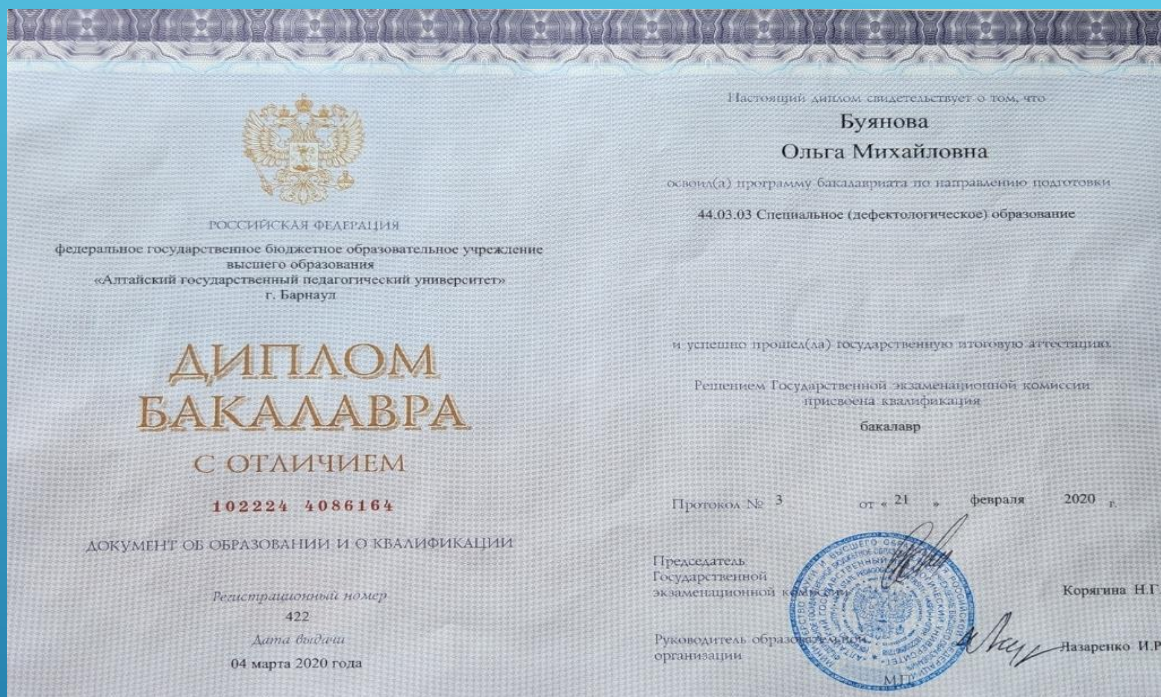 РОССИЙСКАЯ ФЕДЕРАЦИЯ
федеральное государственное бюджетное образовательное учреждение
высшего образования
«Алтайский государственный педагогический университет»
г. Барнаул
ДИПЛОМ
БАКАЛАВРА
С ОТЛИЧИЕМ
102224 4086164
ДОКУМЕНТ ОБ ОБРАЗОВАНИИ И О КВАЛИФИКАЦИИ
Регистрационный номер
422
Дата выдачи
04 марта 2020 года
Настоящий диплом свидетельствует о том, что
Буянова
Ольга Михайловна
освоил(а) программу бакалавриата по направлению подготовки
44.03.03 Специальное (дефектологическое) образование
и успешно прошел(ла) государственную итоговую аттестацию.
Решением Государственной экзаменационной комиссии
присвоена квалификация
бакалавр
Протокол № 3 от « 21 » февраля 2020 г.
Председатель
Государственной
экзаменационной комиссии
Корягина Н.Г.
Руководитель образовательной
организации
Лазаренко И.Р
М.П.